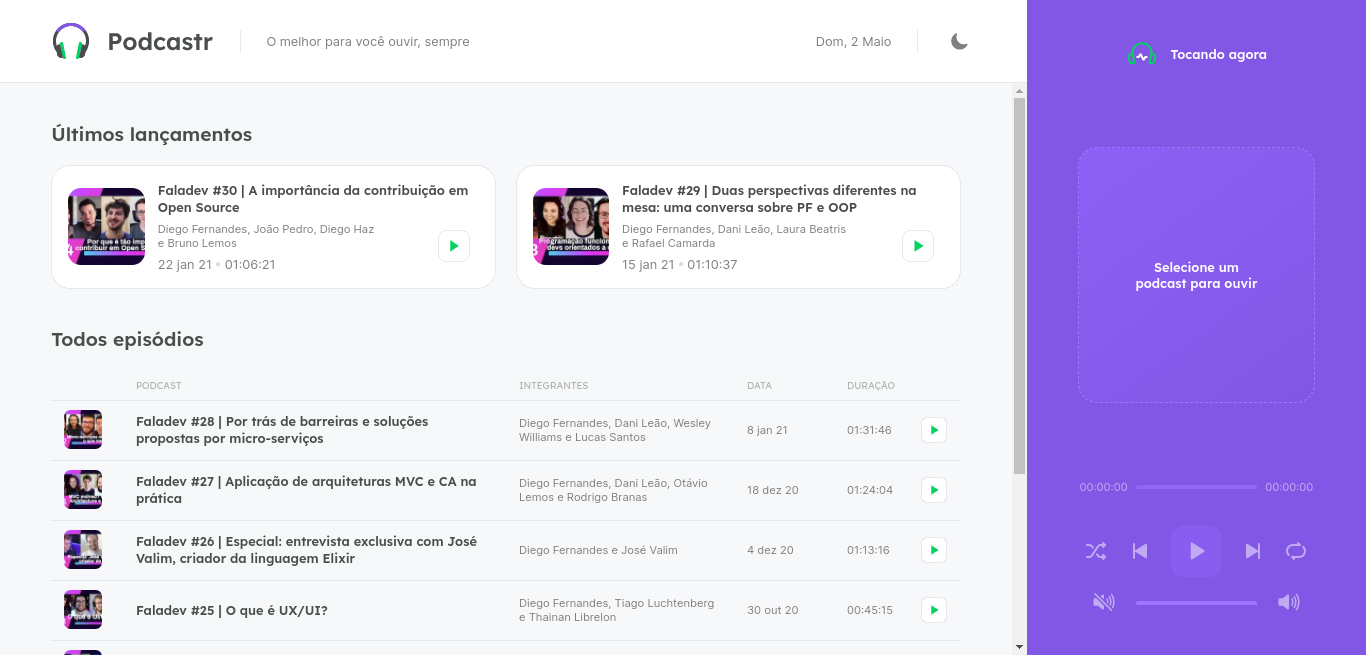 Podcastr
O melhor para você ouvir, sempre
Dom, 2 Maio
Últimos lançamentos
Faladev #30 | A importância da contribuição em
Open Source
Diego Fernandes, João Pedro, Diego Haz
e Bruno Lemos
22 jan 21 • 01:06:21
Faladev #29 | Duas perspectivas diferentes na
mesa: uma conversa sobre PF e OOP
Diego Fernandes, Dani Leão, Laura Beatris
e Rafael Camarda
15 jan 21 • 01:10:37
Todos episódios
PODCAST INTEGRANTES DATA DURAÇÃO
Faladev #28 | Por trás de barreiras e soluções
propostas por micro-serviços
Diego Fernandes, Dani Leão, Wesley
Williams e Lucas Santos
8 jan 21
01:31:46
Faladev #27 | Aplicação de arquiteturas MVC e CA na
prática
Diego Fernandes, Dani Leão, Otávio
Lemos e Rodrigo Branas
18 dez 20
01:24:04
Faladev #26 | Especial: entrevista exclusiva com José
Valim, criador da linguagem Elixir
Diego Fernandes e José Valim
4 dez 20
01:13:16
Faladev #25 | O que é UX/UI?
Diego Fernandes, Tiago Luchtenberg
e Thainan Librelon
30 out 20
00:45:15
Tocando agora
Selecione um
podcast para ouvir
00:00:00
00:00:00